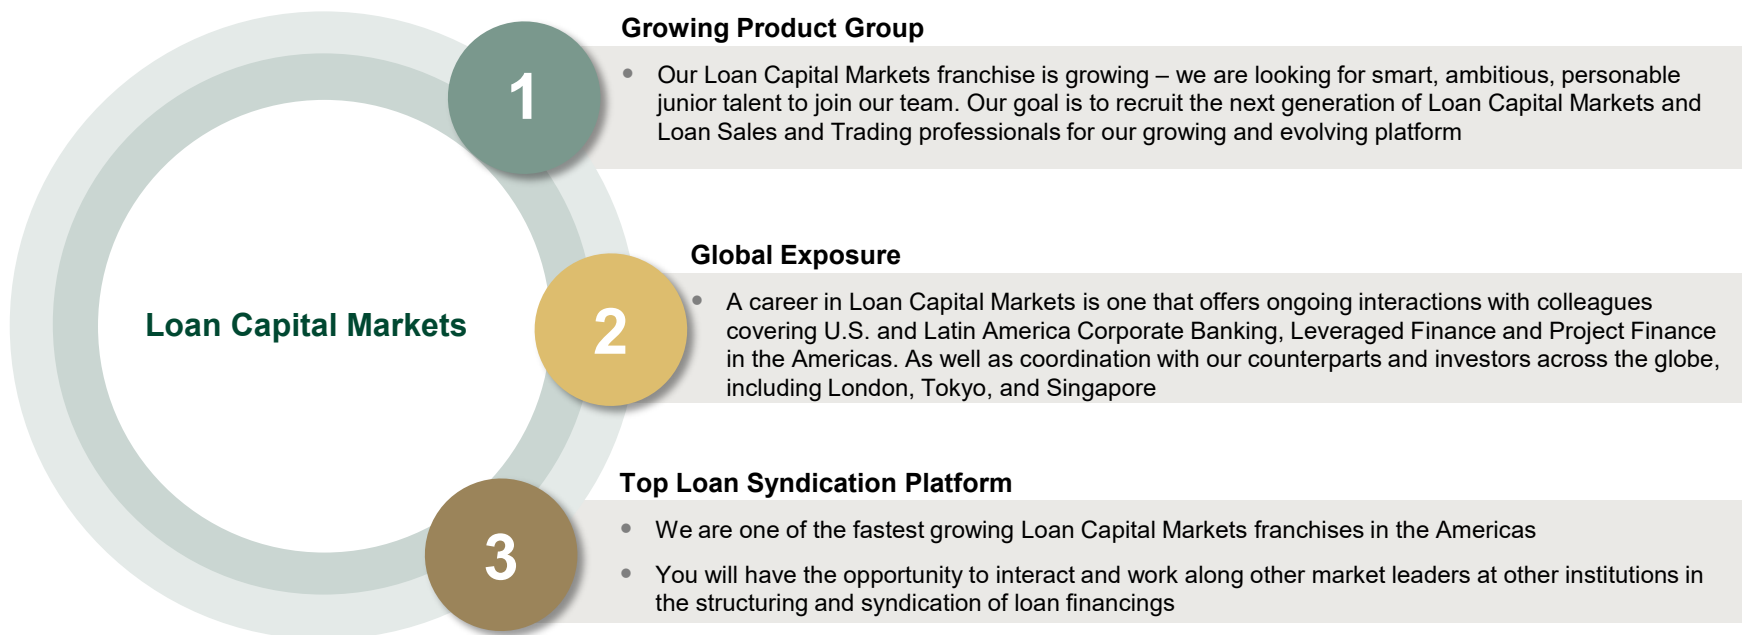 Growing Product Group
1
• Our Loan Capital Markets franchise is growing – we are looking for smart, ambitious, personable
junior talent to join our team. Our goal is to recruit the next generation of Loan Capital Markets and
Loan Sales and Trading professionals for our growing and evolving platform
Global Exposure
Loan Capital Markets
2
• A career in Loan Capital Markets is one that offers ongoing interactions with colleagues
covering U.S. and Latin America Corporate Banking, Leveraged Finance and Project Finance
in the Americas. As well as coordination with our counterparts and investors across the globe,
including London, Tokyo, and Singapore
Top Loan Syndication Platform
3
• We are one of the fastest growing Loan Capital Markets franchises in the Americas
• You will have the opportunity to interact and work along other market leaders at other institutions in
the structuring and syndication of loan financings